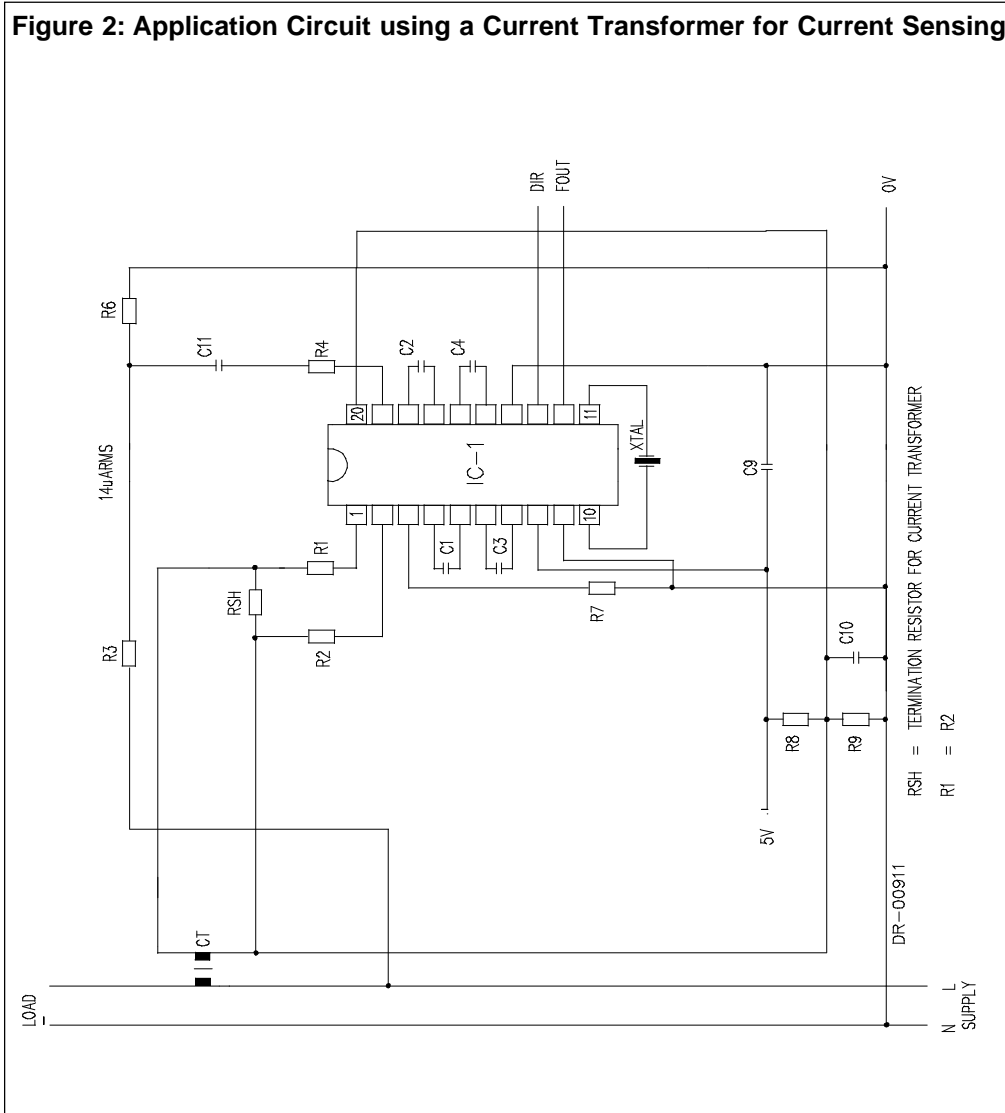 Figure 2: Application Circuit using a Current Transformer for Current Sensing
DIR
FOUT
0V
R6
C11
R4
C2
C4
20
11
14uARMS
IC-1
XTAL
C9
1
10
R1
C1
C3
RSH
R3
R2
R7
C10
R8
R9
5V
RSH = TERMINATION RESISTOR FOR CURRENT TRANSFORMER
R1 = R2
DR-00911
CT
LOAD
L
N
SUPPLY